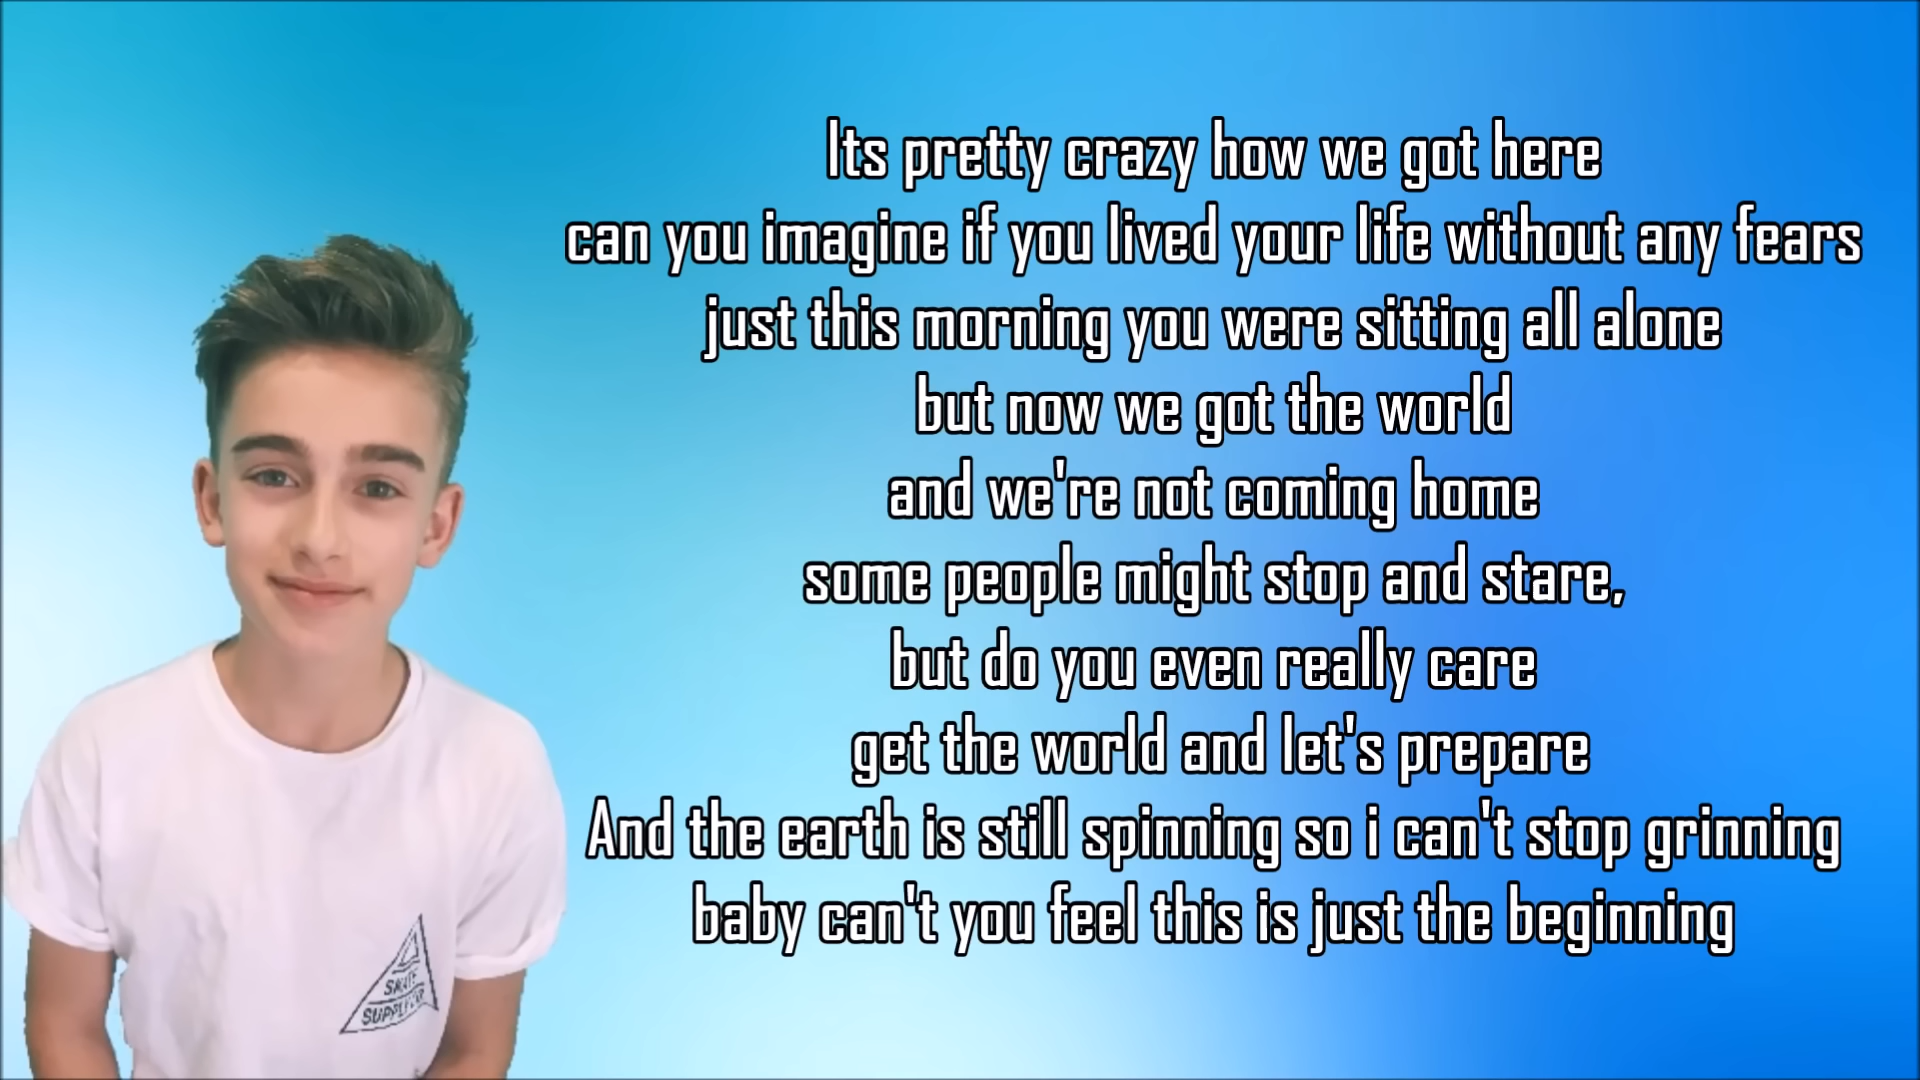 Its pretty crazy how we got here
can you imagine if you lived your life without any fears
just this morning you were sitting all alone
but now we got the world
and we're not coming home
some people might stop and stare,
but do you even really care
get the world and let's prepare
And the earth is still spinning so i can't stop grinning
baby can't you feel this is just the beginning
SKATE
SUPPLY